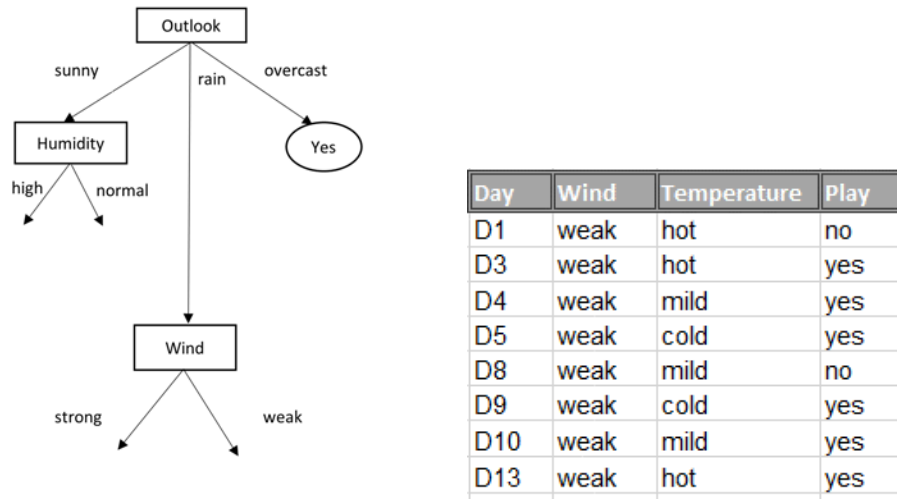 Outlook
sunny
rain
overcast
Humidity
Yes
high
normal
Wind
strong
weak
Day Wind Temperature Play
D1 weak hot no
D3 weak hot yes
D4 weak mild yes
D5 weak cold yes
D8 weak mild no
D9 weak cold yes
D10 weak mild yes
D13 weak hot yes